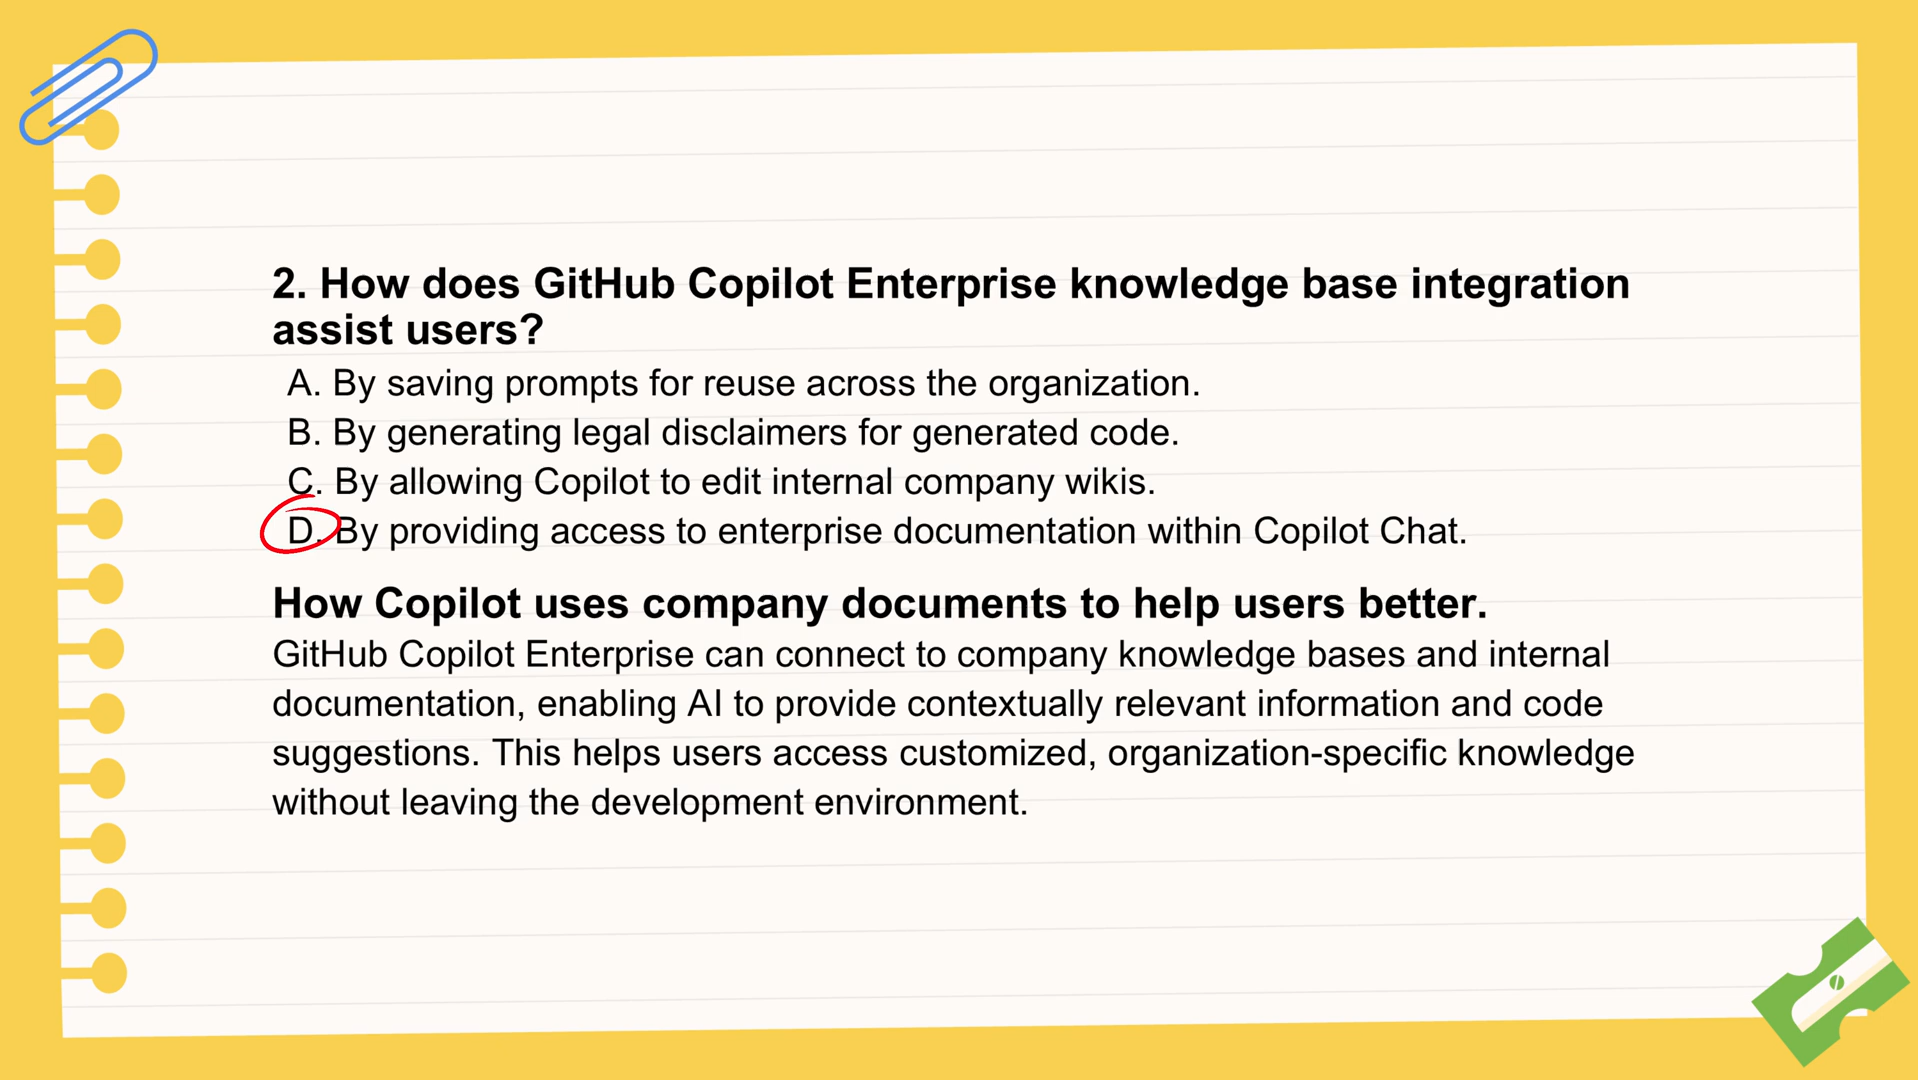 2. How does GitHub Copilot Enterprise knowledge base integration
assist users?
A. By saving prompts for reuse across the organization.
B. By generating legal disclaimers for generated code.
C. By allowing Copilot to edit internal company wikis.
D. By providing access to enterprise documentation within Copilot Chat.
How Copilot uses company documents to help users better.
GitHub Copilot Enterprise can connect to company knowledge bases and internal
documentation, enabling AI to provide contextually relevant information and code
suggestions. This helps users access customized, organization-specific knowledge
without leaving the development environment.